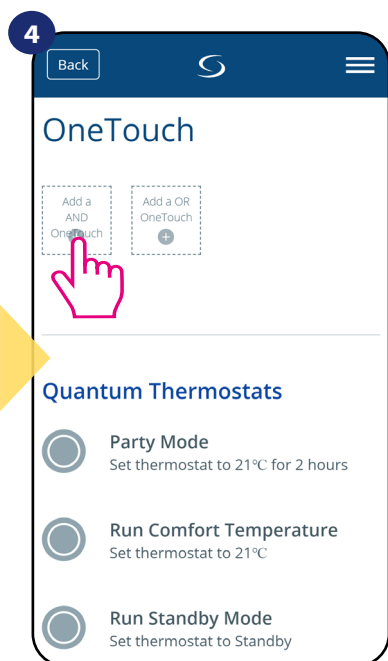 4
Back
OneTouch
Add a
AND
OneTouch
Add a OR
OneTouch
Quantum Thermostats
Party Mode
Set thermostat to 21℃ for 2 hours
Run Comfort Temperature
Set thermostat to 21℃
Run Standby Mode
Set thermostat to Standby